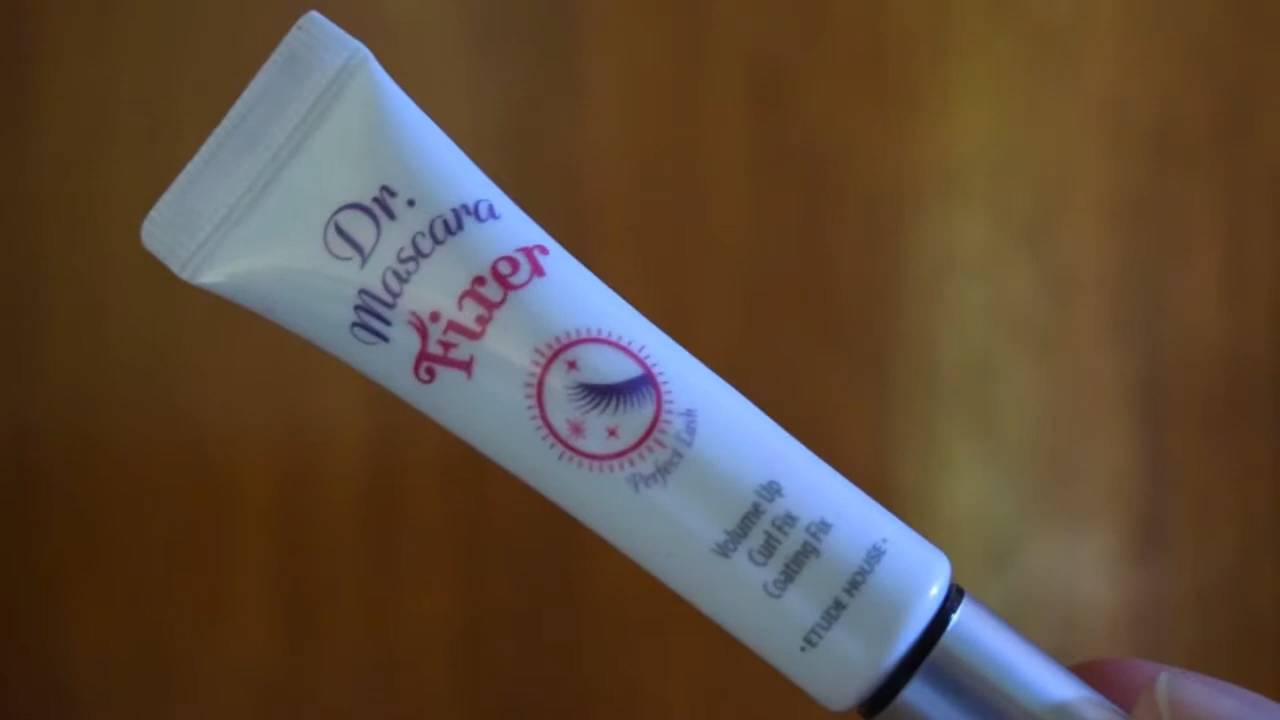 Dr.
Mascara
Fixer
Perfect Lash
Volume Up
Curl Fix
Coating Fix
•ETUDE HOUSE•